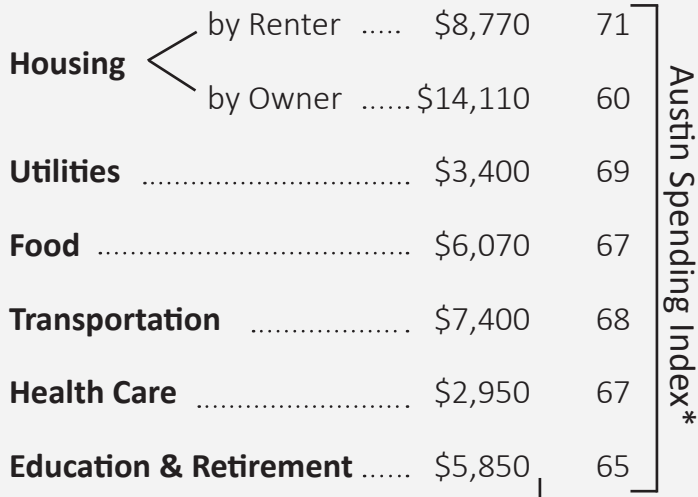 by Renter ..... $8,770 71
Housing
by Owner ...... $14,110 60
Utilities ................................ $3,400 69
Food ..................................... $6,070 67
Transportation ................... $7,400 68
Health Care ......................... $2,950 67
Education & Retirement ...... $5,850 65
Austin Spending Index*